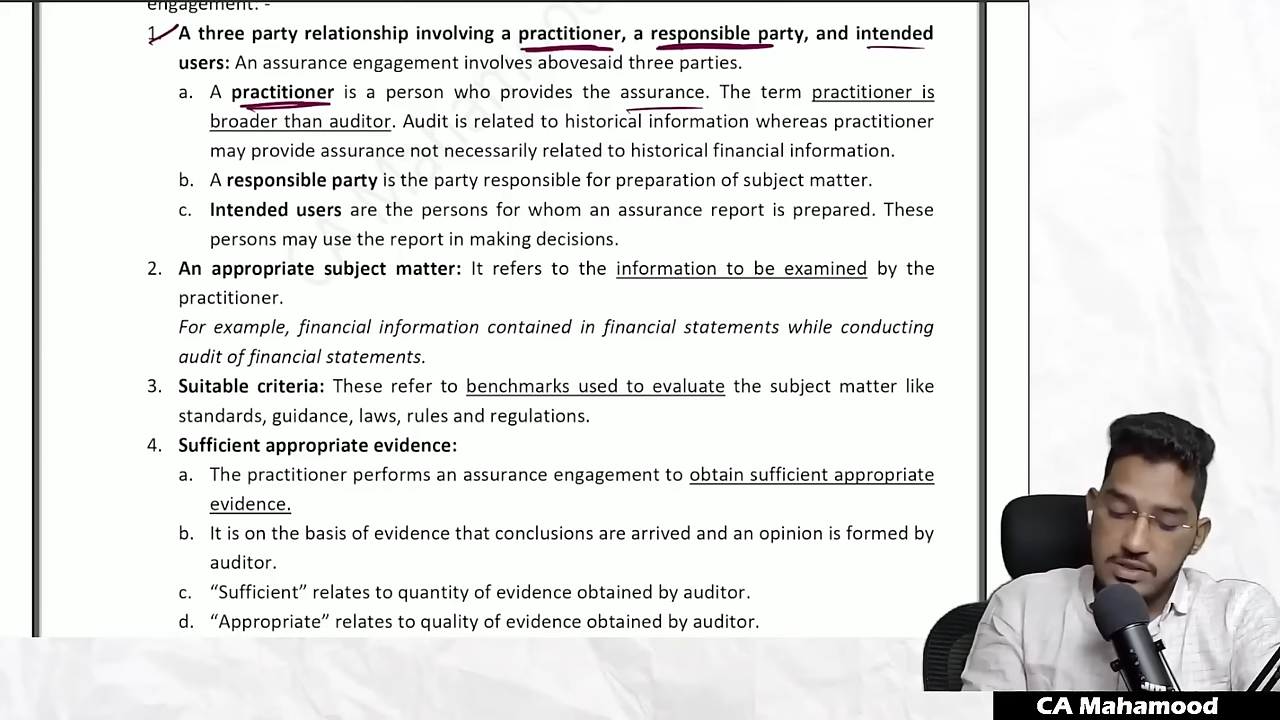 engagement: -
1. A three party relationship involving a practitioner, a responsible party, and intended
users: An assurance engagement involves abovesaid three parties.
a. A practitioner is a person who provides the assurance. The term practitioner is
broader than auditor. Audit is related to historical information whereas practitioner
may provide assurance not necessarily related to historical financial information.
b. A responsible party is the party responsible for preparation of subject matter.
c. Intended users are the persons for whom an assurance report is prepared. These
persons may use the report in making decisions.
2. An appropriate subject matter: It refers to the information to be examined by the
practitioner.
For example, financial information contained in financial statements while conducting
audit of financial statements.
3. Suitable criteria: These refer to benchmarks used to evaluate the subject matter like
standards, guidance, laws, rules and regulations.
4. Sufficient appropriate evidence:
a. The practitioner performs an assurance engagement to obtain sufficient appropriate
evidence.
b. It is on the basis of evidence that conclusions are arrived and an opinion is formed by
auditor.
c. “Sufficient” relates to quantity of evidence obtained by auditor.
d. “Appropriate” relates to quality of evidence obtained by auditor.
CA Mahamood